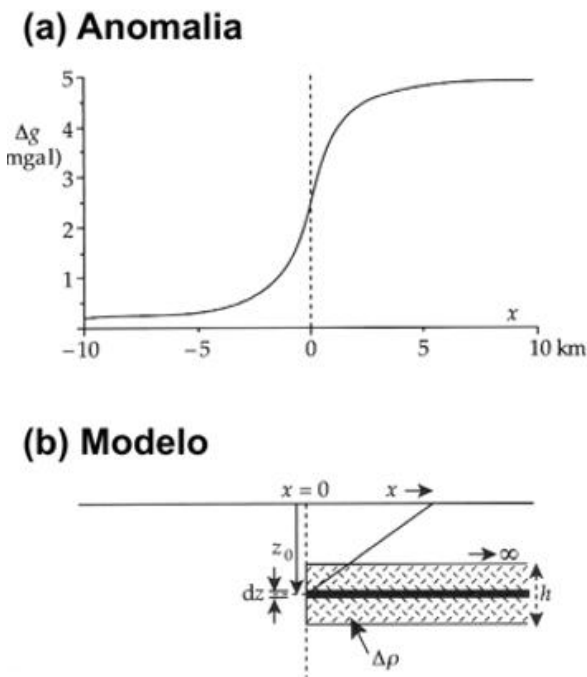 (a) Anomalia
5
Δg
mgal)
4
3
2
1
x
−10
−5
0
5
10 km
(b) Modelo
x = 0
x →
z₀
→ ∞
dz
h
Δρ